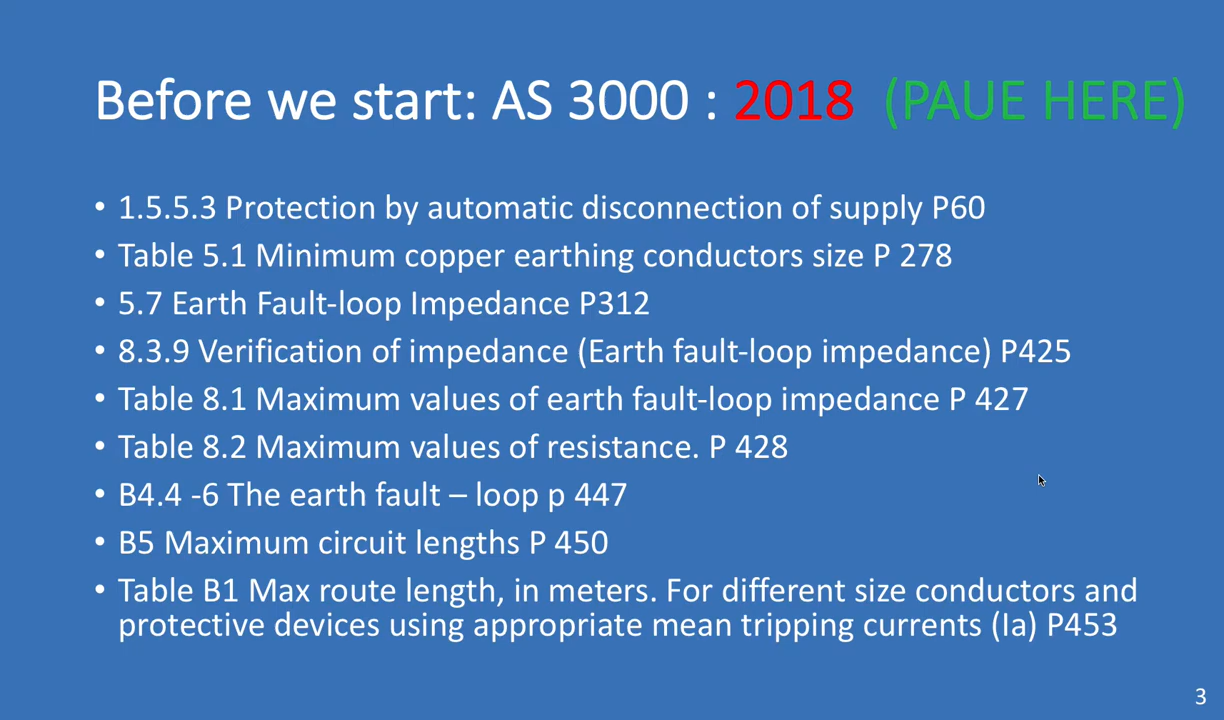 Before we start: AS 3000 : 2018 (PAUE HERE)
• 1.5.5.3 Protection by automatic disconnection of supply P60
• Table 5.1 Minimum copper earthing conductors size P 278
• 5.7 Earth Fault-loop Impedance P312
• 8.3.9 Verification of impedance (Earth fault-loop impedance) P425
• Table 8.1 Maximum values of earth fault-loop impedance P 427
• Table 8.2 Maximum values of resistance. P 428
• B4.4 -6 The earth fault – loop p 447
• B5 Maximum circuit lengths P 450
• Table B1 Max route length, in meters. For different size conductors and
protective devices using appropriate mean tripping currents (Ia) P453
3